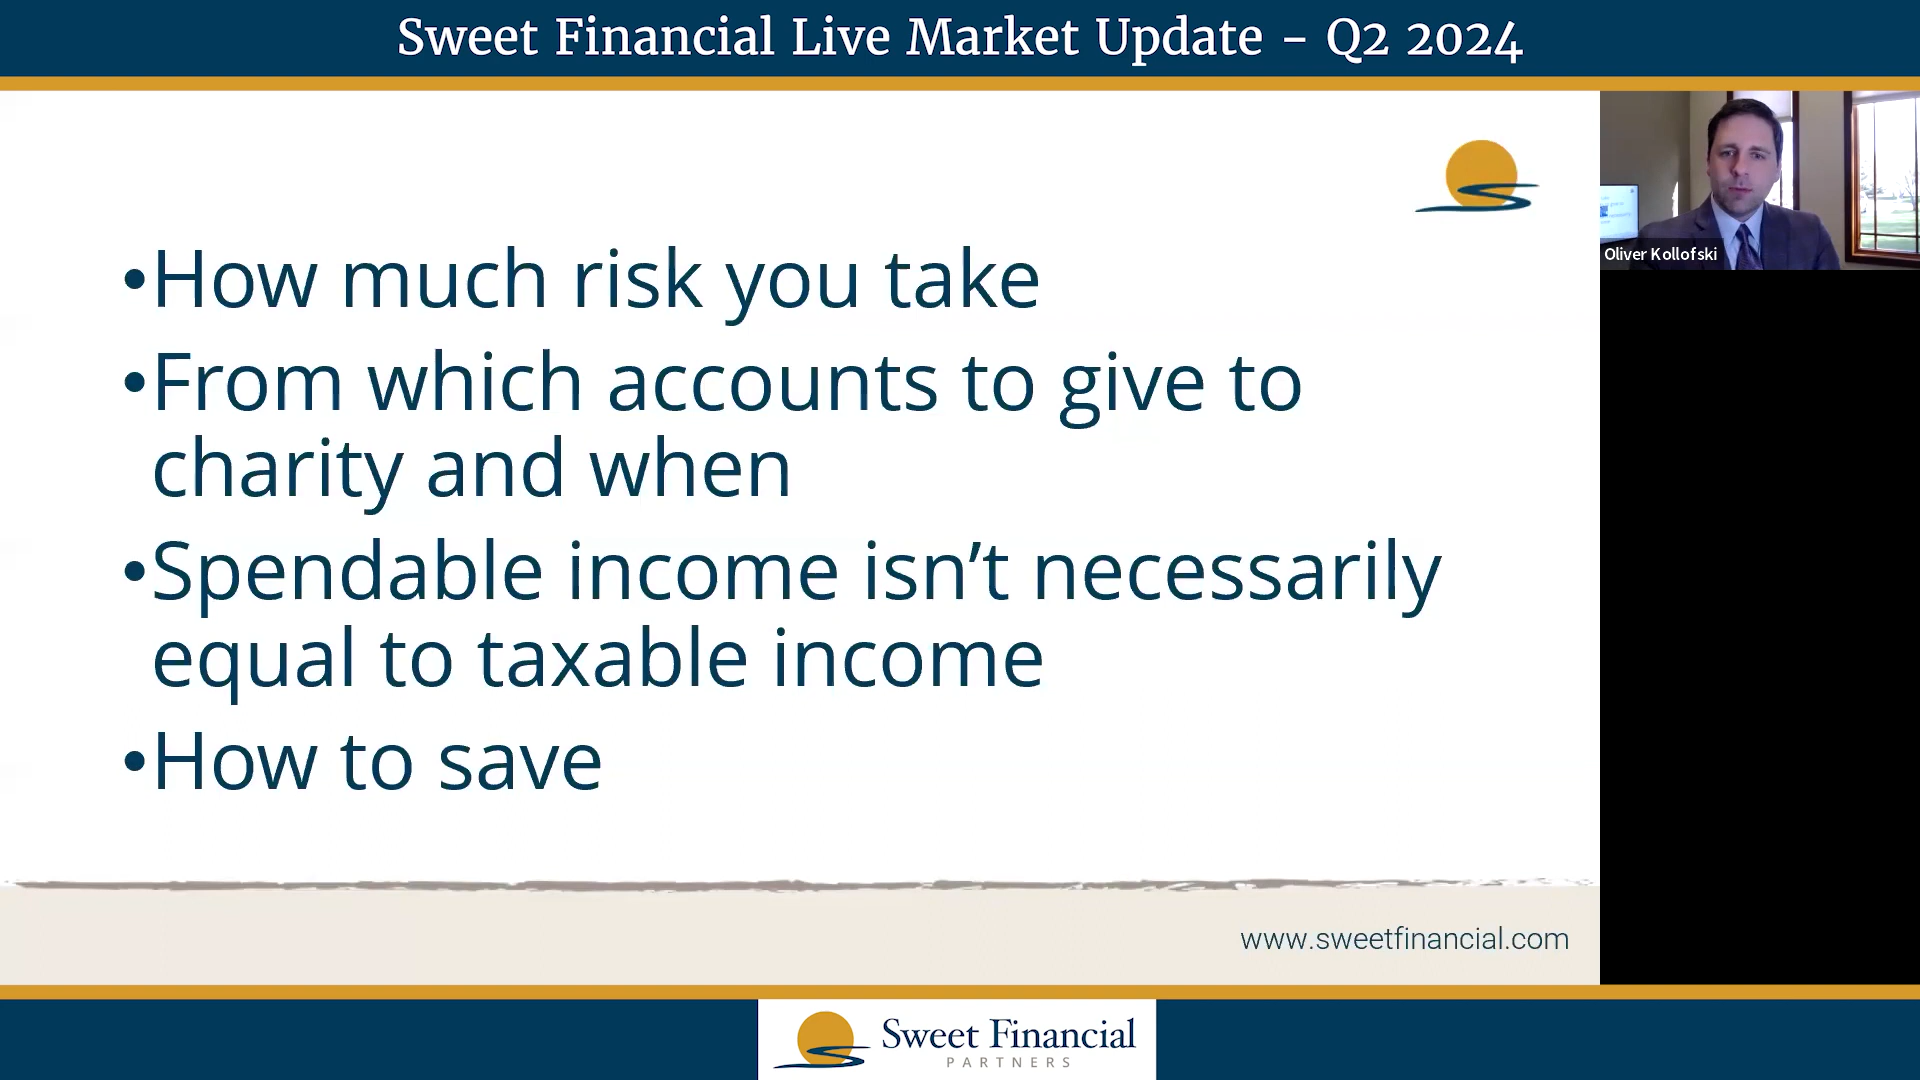 Sweet Financial Live Market Update - Q2 2024
•How much risk you take
•From which accounts to give to
charity and when
•Spendable income isn’t necessarily
equal to taxable income
•How to save
Oliver Kollofski
www.sweetfinancial.com
Sweet Financial
PARTNERS